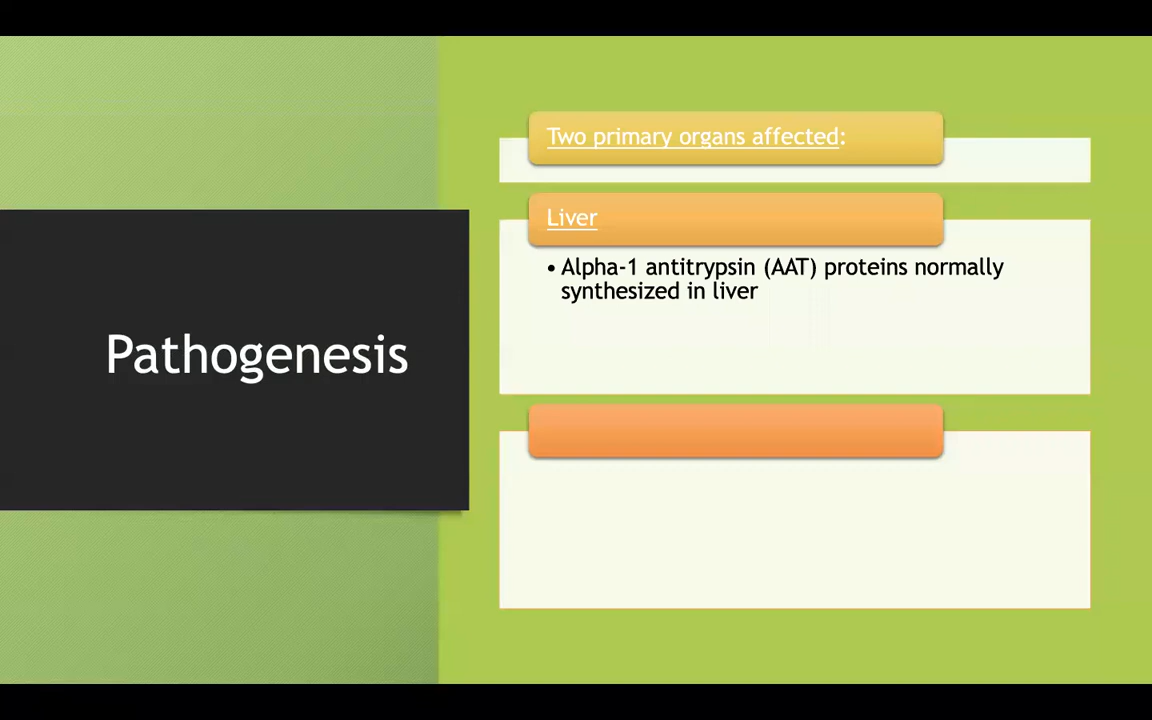 Pathogenesis
Two primary organs affected:
Liver
• Alpha-1 antitrypsin (AAT) proteins normally
synthesized in liver